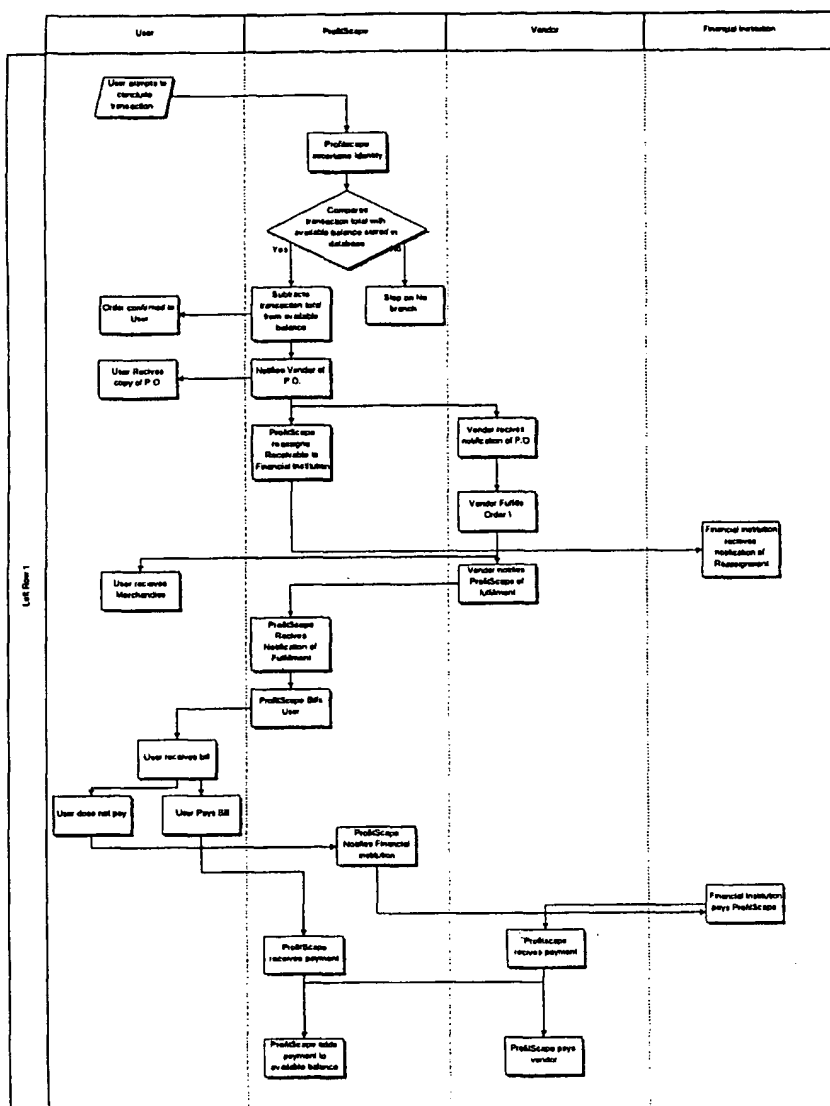 User
ProfitScape
Vendor
Financial Institution
Left Row 1
User prompts to
conclude
transaction
Profitscape
ascertains Identity
Compares
transaction total with
available balance stored in
database
Yes
No
Subtracts
transaction total
from available
balance
Stop on No
branch
Order confirmed to
User
Notifies Vendor of
P.O.
User Recives
copy of P.O
ProfitScape
reassigns
Receivable to
Financial Institution
Vendor recives
notification of P.O
Vendor Fulfills
Order
Financial institution
recieves
notification of
Reassignment
User recieves
Merchandise
Vendor notifies
ProfitScape of
fulfillment
ProfitScape
Recives
Notification of
Fulfillment
ProfitScape Bills
User
User receives bill
User does not pay
User Pays Bill
ProfitScape
Notifies Financial
institution
Financial Institution
pays ProfitScape
ProfitScape
receives payment
Profitscape
recives payment
ProfitScape adds
payment to
available balance
ProfitScape pays
vendor